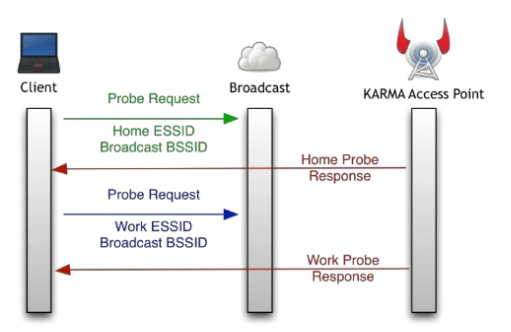 Client
Broadcast
KARMA Access Point
Probe Request
Home ESSID
Broadcast BSSID
Home Probe
Response
Probe Request
Work ESSID
Broadcast BSSID
Work Probe
Response